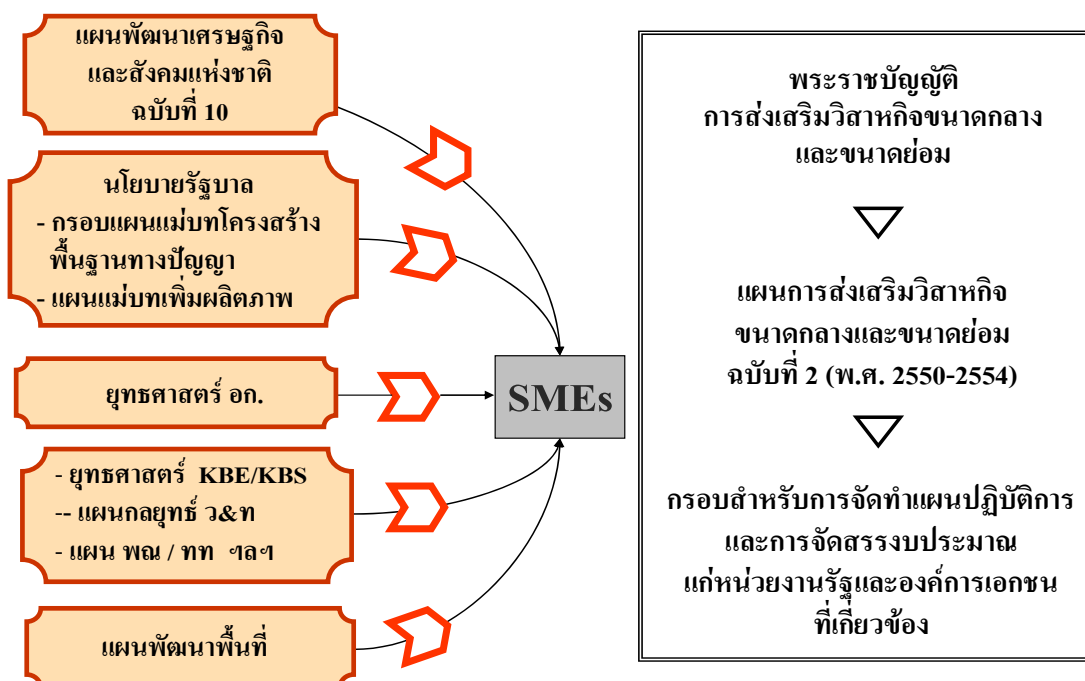 แผนพัฒนาเศรษฐกิจ
และสังคมแห่งชาติ
ฉบับที่ 10
นโยบายรัฐบาล
- กรอบแผนแม่บทโครงสร้าง
พื้นฐานทางปัญญา
- แผนแม่บทเพิ่มผลิตภาพ
ยุทธศาสตร์ อก.
- ยุทธศาสตร์ KBE/KBS
-- แผนกลยุทธ์ ว&ท
- แผน พณ / ทท ฯลฯ
แผนพัฒนาพื้นที่
SMEs
พระราชบัญญัติ
การส่งเสริมวิสาหกิจขนาดกลาง
และขนาดย่อม
แผนการส่งเสริมวิสาหกิจ
ขนาดกลางและขนาดย่อม
ฉบับที่ 2 (พ.ศ. 2550-2554)
กรอบสำหรับการจัดทำแผนปฏิบัติการ
และการจัดสรรงบประมาณ
แก่หน่วยงานรัฐและองค์การเอกชน
ที่เกี่ยวข้อง